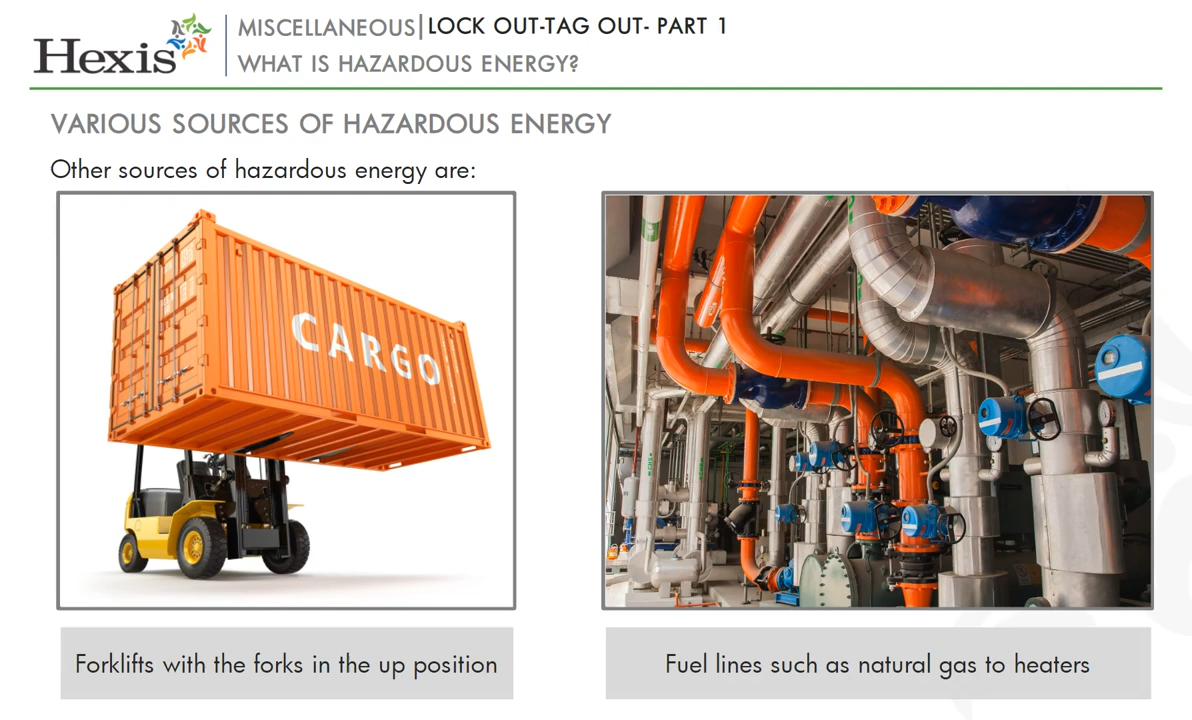 Hexis
MISCELLANEOUS| LOCK OUT-TAG OUT- PART 1
WHAT IS HAZARDOUS ENERGY?
VARIOUS SOURCES OF HAZARDOUS ENERGY
Other sources of hazardous energy are:
CARGO
Forklifts with the forks in the up position
Fuel lines such as natural gas to heaters